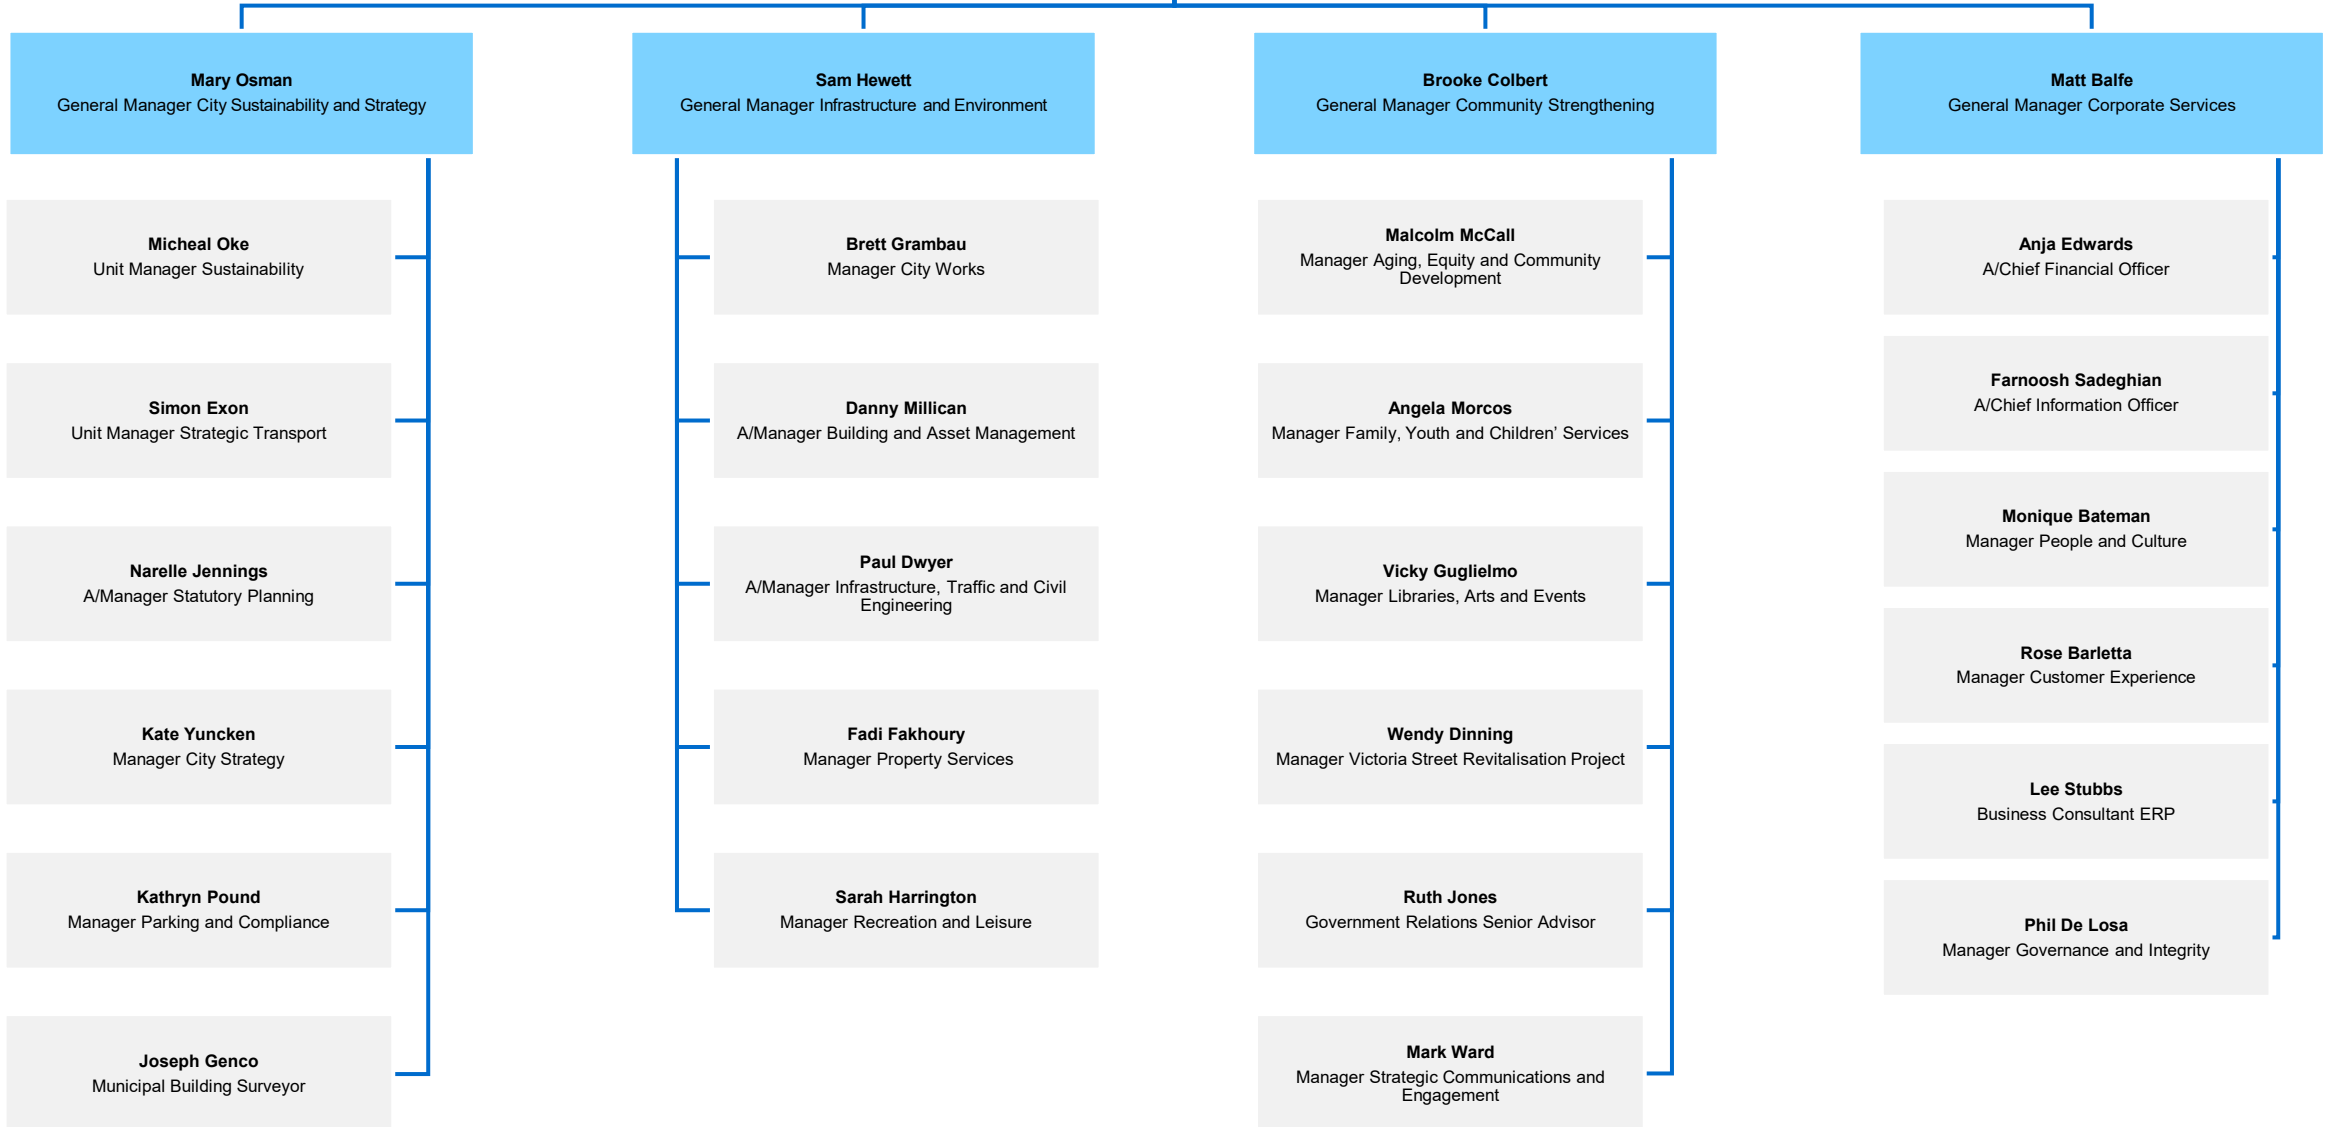 Mary Osman
General Manager City Sustainability and Strategy
Micheal Oke
Unit Manager Sustainability
Simon Exon
Unit Manager Strategic Transport
Narelle Jennings
A/Manager Statutory Planning
Kate Yuncken
Manager City Strategy
Kathryn Pound
Manager Parking and Compliance
Joseph Genco
Municipal Building Surveyor
Sam Hewett
General Manager Infrastructure and Environment
Brett Grambau
Manager City Works
Danny Millican
A/Manager Building and Asset Management
Paul Dwyer
A/Manager Infrastructure, Traffic and Civil
Engineering
Fadi Fakhoury
Manager Property Services
Sarah Harrington
Manager Recreation and Leisure
Brooke Colbert
General Manager Community Strengthening
Malcolm McCall
Manager Aging, Equity and Community
Development
Angela Morcos
Manager Family, Youth and Children’ Services
Vicky Guglielmo
Manager Libraries, Arts and Events
Wendy Dinning
Manager Victoria Street Revitalisation Project
Ruth Jones
Government Relations Senior Advisor
Mark Ward
Manager Strategic Communications and
Engagement
Matt Balfe
General Manager Corporate Services
Anja Edwards
A/Chief Financial Officer
Farnoosh Sadeghian
A/Chief Information Officer
Monique Bateman
Manager People and Culture
Rose Barletta
Manager Customer Experience
Lee Stubbs
Business Consultant ERP
Phil De Losa
Manager Governance and Integrity